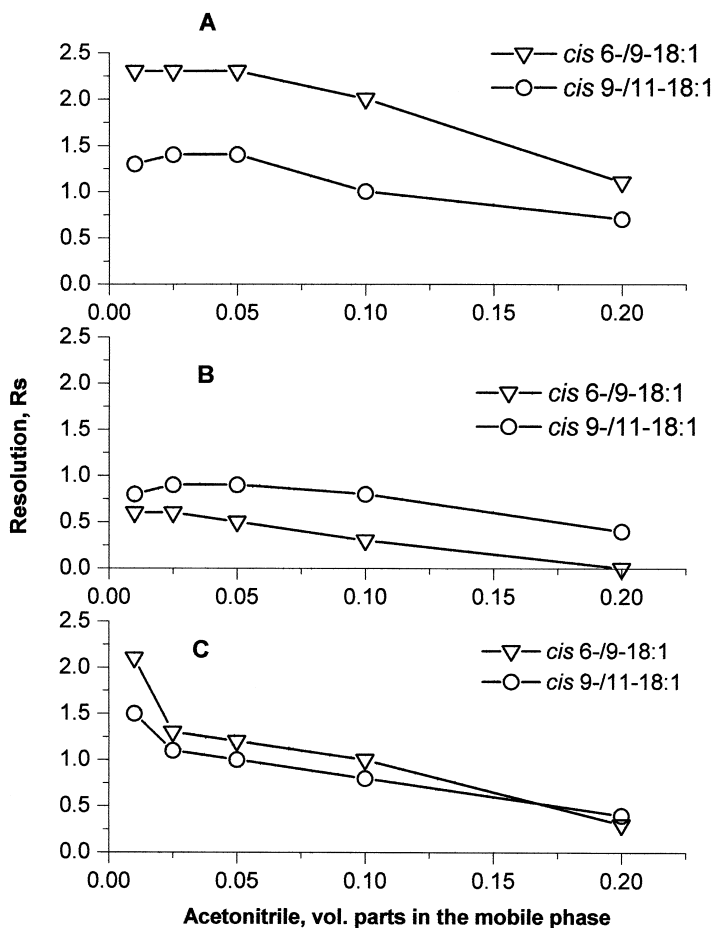 A
2.5
2.0
1.5
1.0
0.5
0.0
cis 6-/9-18:1
cis 9-/11-18:1
0.00 0.05 0.10 0.15 0.20
B
2.5
2.0
1.5
1.0
0.5
0.0
cis 6-/9-18:1
cis 9-/11-18:1
0.00 0.05 0.10 0.15 0.20
Resolution, Rs
C
2.5
2.0
1.5
1.0
0.5
0.0
cis 6-/9-18:1
cis 9-/11-18:1
0.00 0.05 0.10 0.15 0.20
Acetonitrile, vol. parts in the mobile phase